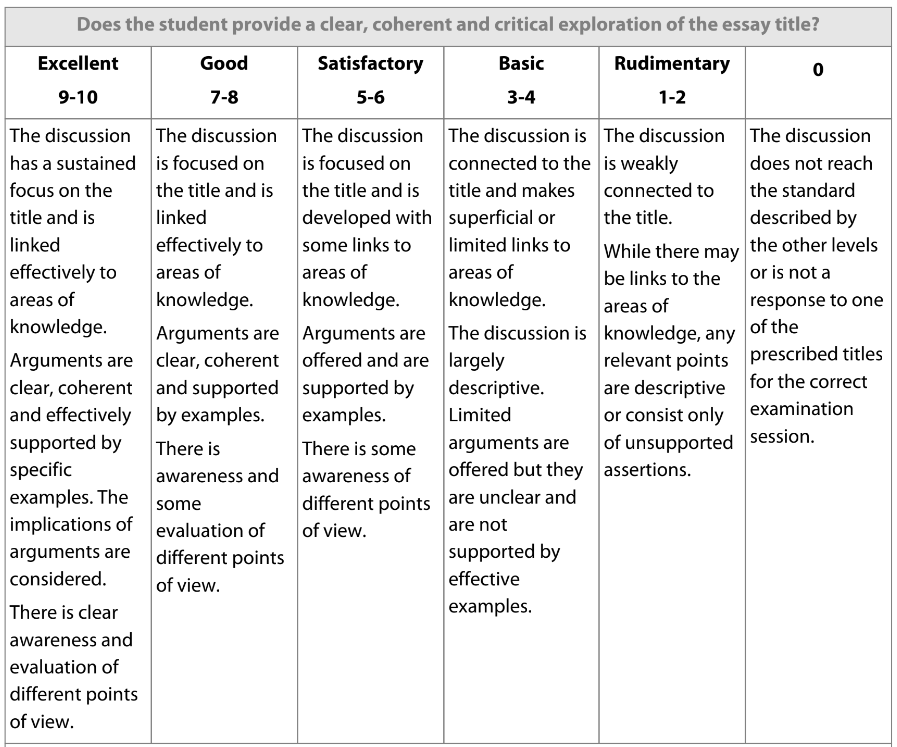 Does the student provide a clear, coherent and critical exploration of the essay title?
Excellent
9-10
Good
7-8
Satisfactory
5-6
Basic
3-4
Rudimentary
1-2
0
The discussion
has a sustained
focus on the
title and is
linked
effectively to
areas of
knowledge.
Arguments are
clear, coherent
and effectively
supported by
specific
examples. The
implications of
arguments are
considered.
There is clear
awareness and
evaluation of
different points
of view.
The discussion
is focused on
the title and is
linked
effectively to
areas of
knowledge.
Arguments are
clear, coherent
and supported
by examples.
There is
awareness and
some
evaluation of
different points
of view.
The discussion
is focused on
the title and is
developed with
some links to
areas of
knowledge.
Arguments are
offered and are
supported by
examples.
There is some
awareness of
different points
of view.
The discussion is
connected to the
title and makes
superficial or
limited links to
areas of
knowledge.
The discussion is
largely
descriptive.
Limited
arguments are
offered but they
are unclear and
are not
supported by
effective
examples.
The discussion
is weakly
connected to
the title.
While there may
be links to the
areas of
knowledge, any
relevant points
are descriptive
or consist only
of unsupported
assertions.
The discussion
does not reach
the standard
described by
the other levels
or is not a
response to one
of the
prescribed titles
for the correct
examination
session.